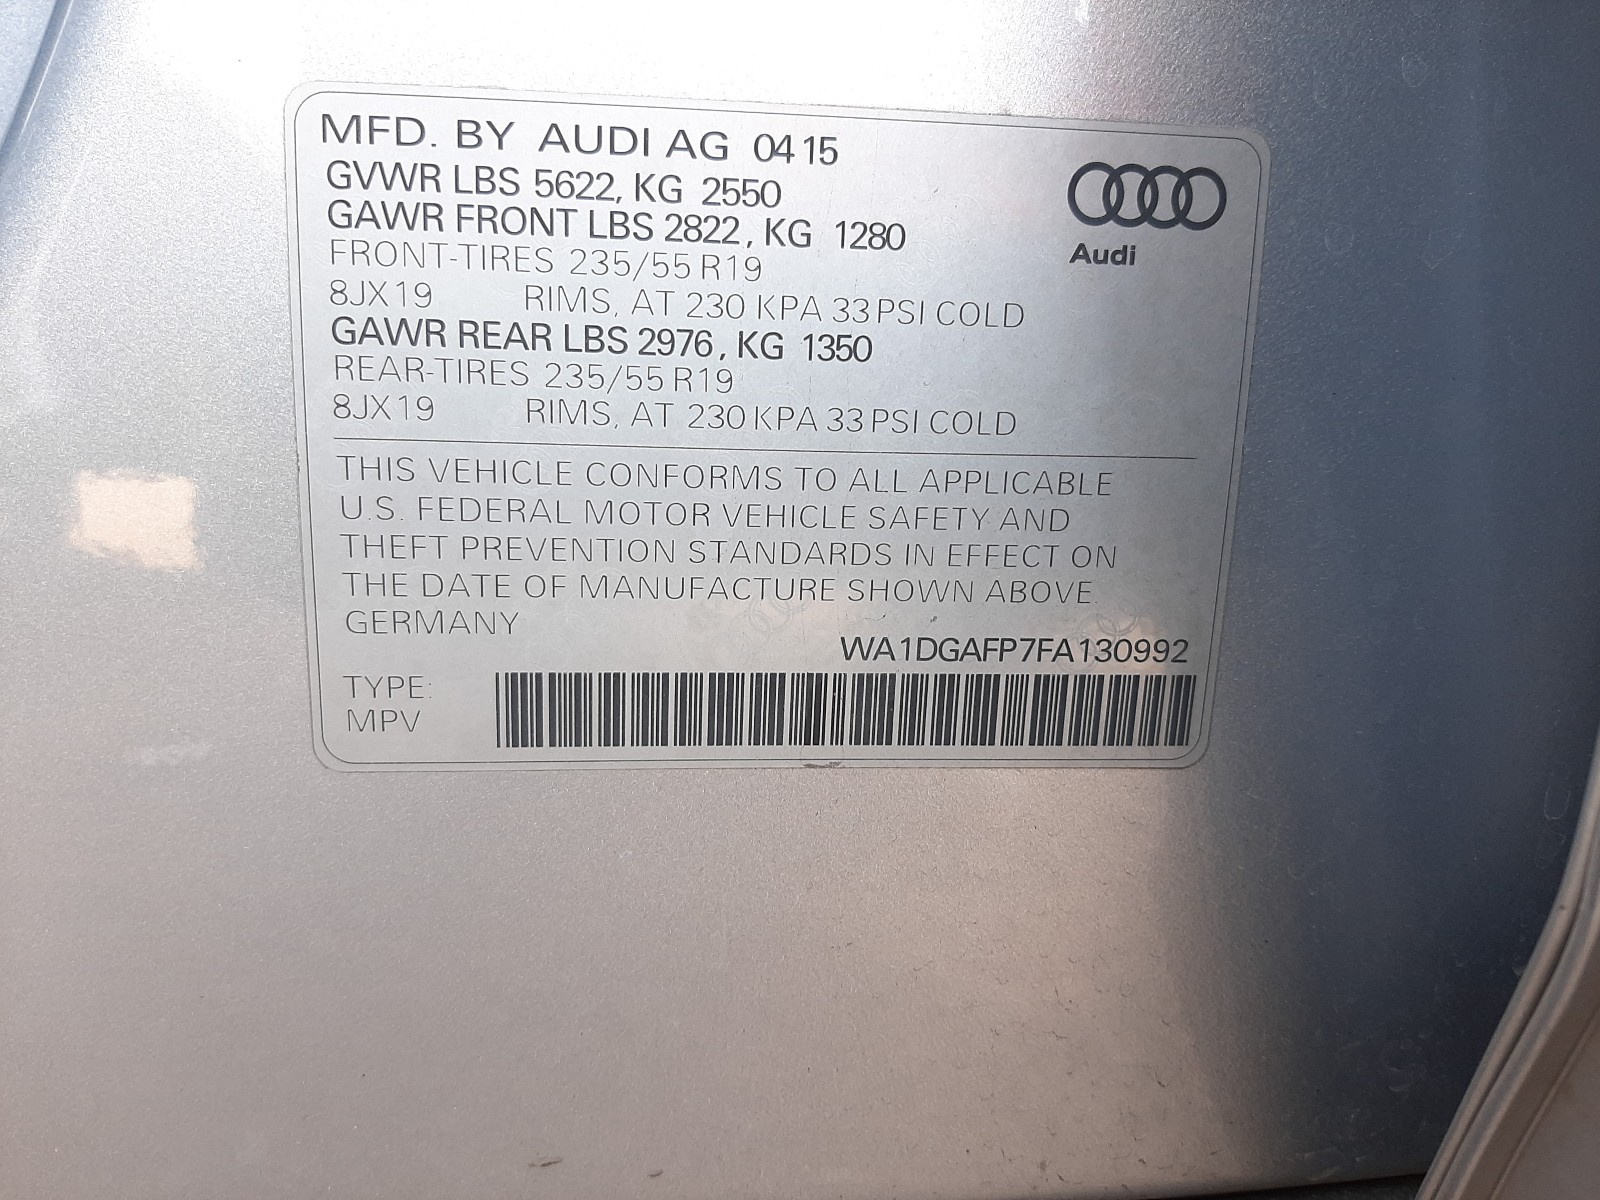 MFD. BY AUDI AG 0415
GVWR LBS 5622, KG 2550
GAWR FRONT LBS 2822, KG 1280
FRONT-TIRES 235/55 R19
8JX19 RIMS, AT 230 KPA 33 PSI COLD
GAWR REAR LBS 2976, KG 1350
REAR-TIRES 235/55 R19
8JX19 RIMS, AT 230 KPA 33 PSI COLD
Audi
THIS VEHICLE CONFORMS TO ALL APPLICABLE
U.S. FEDERAL MOTOR VEHICLE SAFETY AND
THEFT PREVENTION STANDARDS IN EFFECT ON
THE DATE OF MANUFACTURE SHOWN ABOVE.
GERMANY
WA1DGAFP7FA130992
TYPE:
MPV